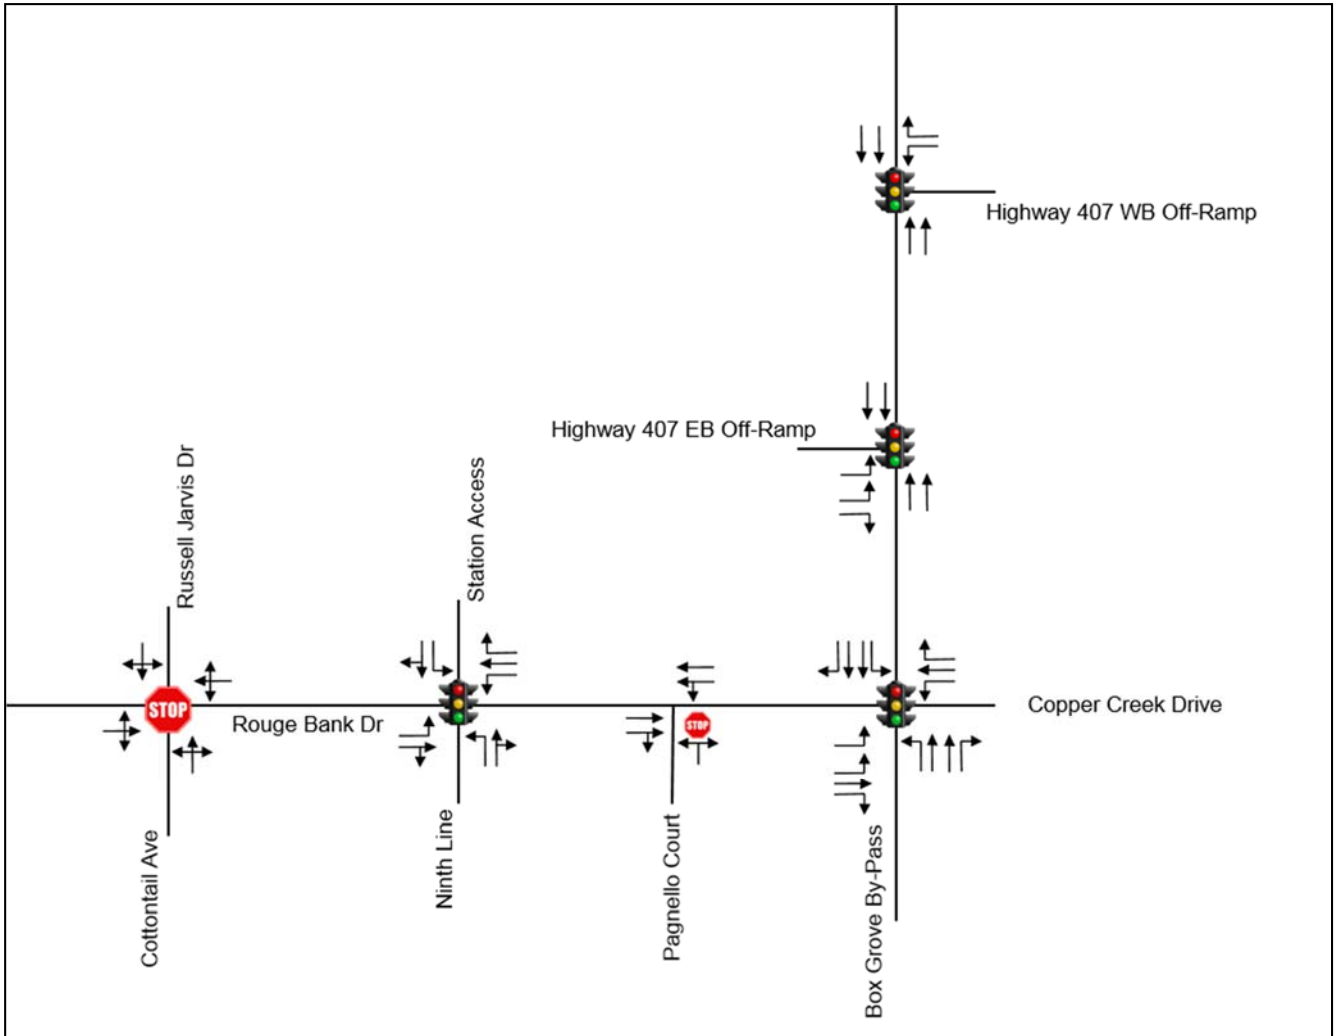 Highway 407 WB Off-Ramp
Highway 407 EB Off-Ramp
Russell Jarvis Dr
Station Access
STOP
Rouge Bank Dr
STOP
Copper Creek Drive
Cottontail Ave
Ninth Line
Pagnello Court
Box Grove By-Pass